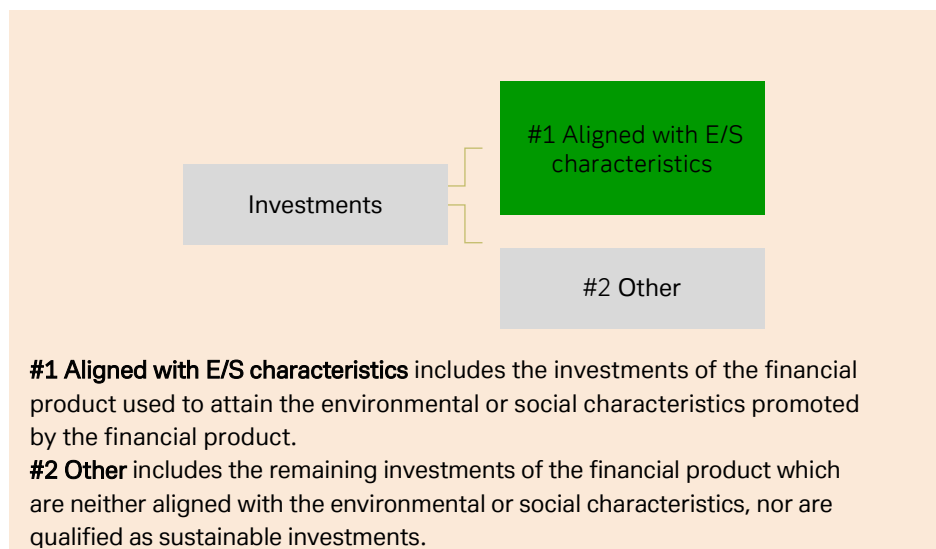 #1 Aligned with E/S
characteristics
Investments
#2 Other
#1 Aligned with E/S characteristics includes the investments of the financial
product used to attain the environmental or social characteristics promoted
by the financial product.
#2 Other includes the remaining investments of the financial product which
are neither aligned with the environmental or social characteristics, nor are
qualified as sustainable investments.